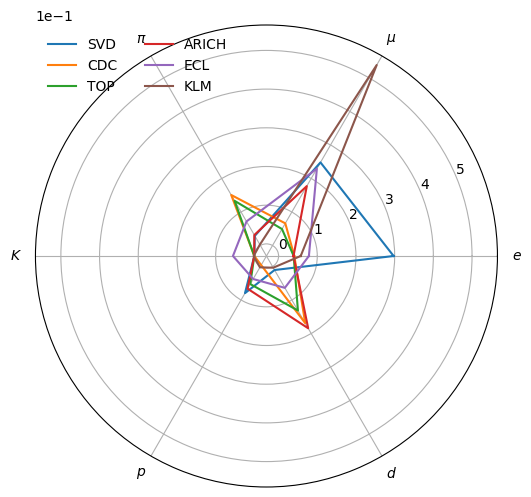 1e−1
SVD ARICH
CDC ECL
TOP KLM
π μ
5
4
3
2
1
0
K e
p d